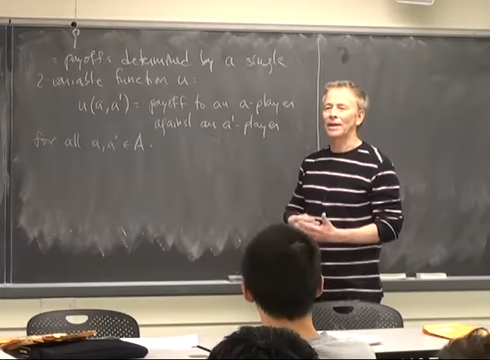 = payoffs determined by a single
2-variable function u:
u(a,a') = payoff to an a-player
against an a'-player
for all a,a' ∈ A.